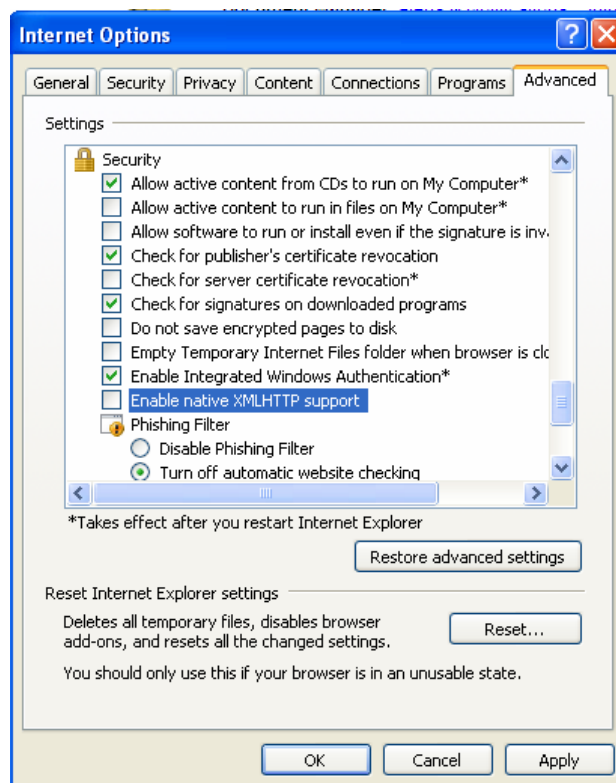 Internet Options
General Security Privacy Content Connections Programs Advanced
Settings
Security
Allow active content from CDs to run on My Computer*
Allow active content to run in files on My Computer*
Allow software to run or install even if the signature is inv
Check for publisher's certificate revocation
Check for server certificate revocation*
Check for signatures on downloaded programs
Do not save encrypted pages to disk
Empty Temporary Internet Files folder when browser is clo
Enable Integrated Windows Authentication*
Enable native XMLHTTP support
Phishing Filter
Disable Phishing Filter
Turn off automatic website checking
*Takes effect after you restart Internet Explorer
Restore advanced settings
Reset Internet Explorer settings
Deletes all temporary files, disables browser
add-ons, and resets all the changed settings.
Reset...
You should only use this if your browser is in an unusable state.
OK Cancel Apply